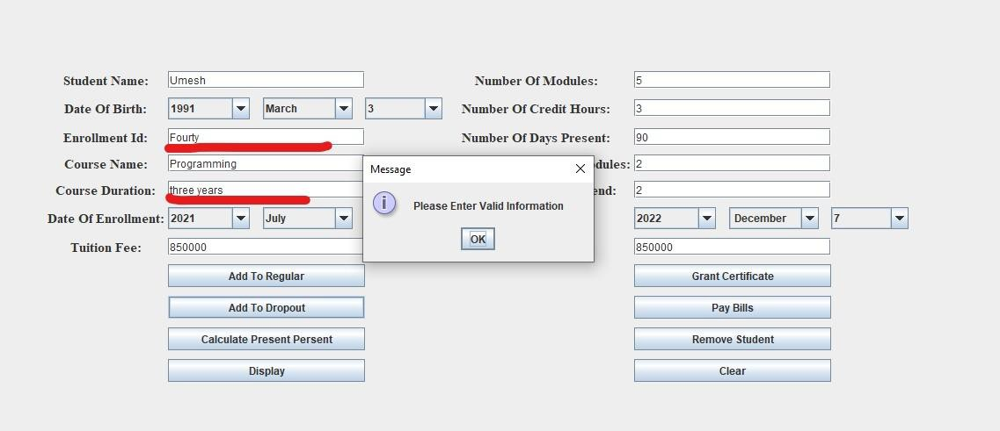 Student Name: Umesh Number Of Modules: 5
Date Of Birth: 1991 March 3 Number Of Credit Hours: 3
Enrollment Id: Fourty Number Of Days Present: 90
Course Name: Programming dules: 2
Message
Course Duration: three years end: 2
Please Enter Valid Information
Date Of Enrollment: 2021 July 2022 December 7
OK
Tuition Fee: 850000 850000
Add To Regular Grant Certificate
Add To Dropout Pay Bills
Calculate Present Persent Remove Student
Display Clear